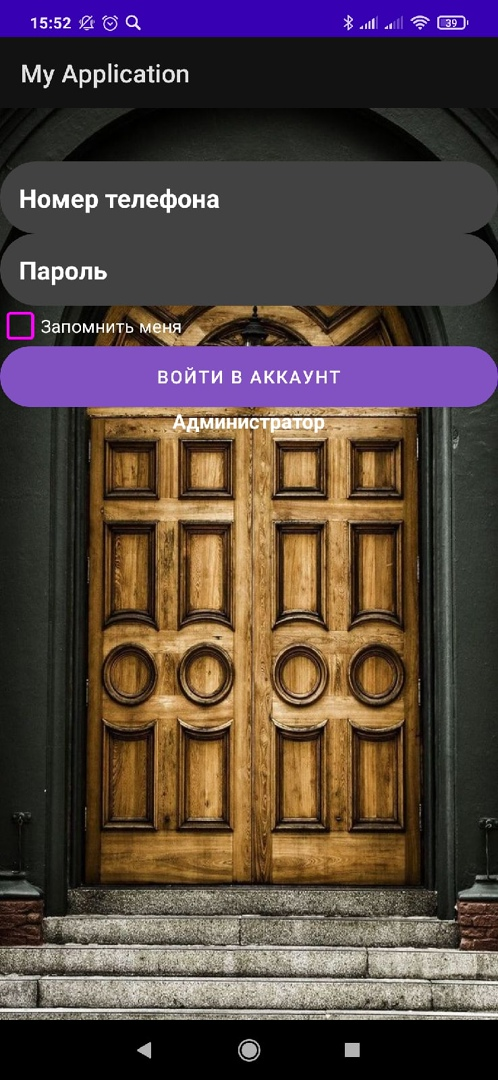 15:52
39
My Application
Номер телефона
Пароль
Запомнить меня
ВОЙТИ В АККАУНТ
Администратор